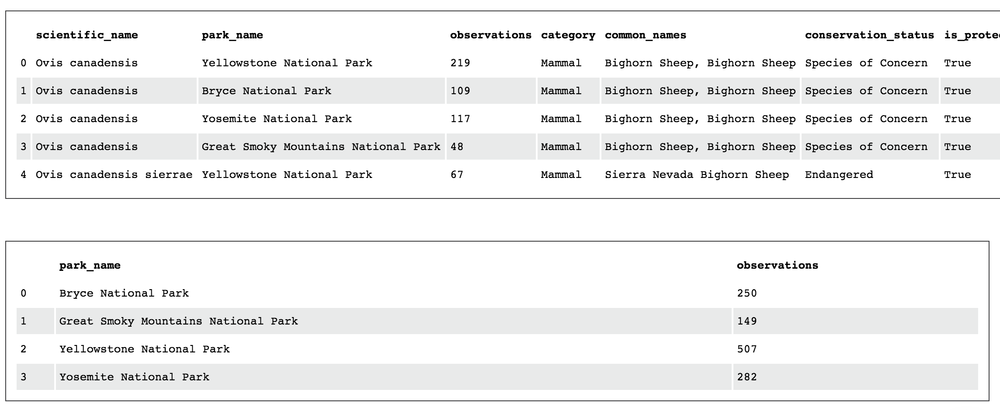 scientific_name park_name observations category common_names conservation_status is_prote
0 Ovis canadensis Yellowstone National Park 219 Mammal Bighorn Sheep, Bighorn Sheep Species of Concern True
1 Ovis canadensis Bryce National Park 109 Mammal Bighorn Sheep, Bighorn Sheep Species of Concern True
2 Ovis canadensis Yosemite National Park 117 Mammal Bighorn Sheep, Bighorn Sheep Species of Concern True
3 Ovis canadensis Great Smoky Mountains National Park 48 Mammal Bighorn Sheep, Bighorn Sheep Species of Concern True
4 Ovis canadensis sierrae Yellowstone National Park 67 Mammal Sierra Nevada Bighorn Sheep Endangered True
park_name observations
0 Bryce National Park 250
1 Great Smoky Mountains National Park 149
2 Yellowstone National Park 507
3 Yosemite National Park 282